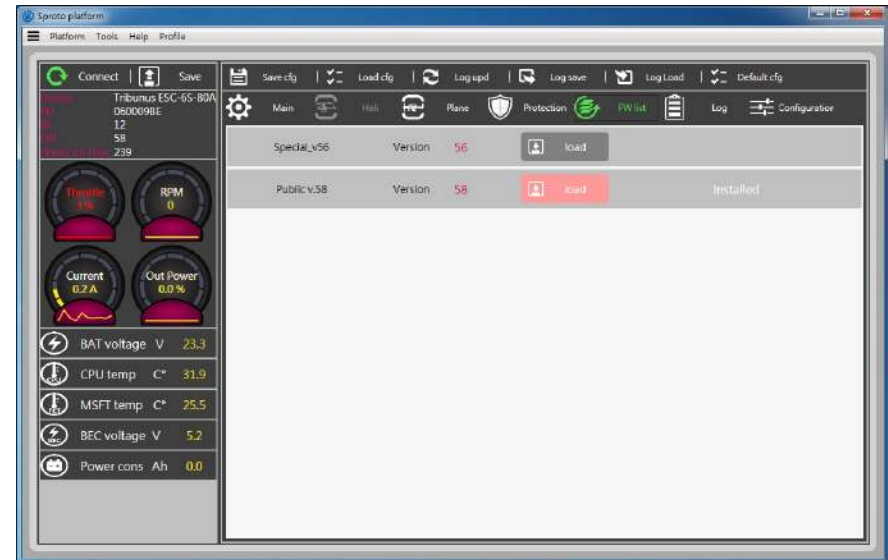 Sproto platform
Platform Tools Help Profile
Connect | Save
Save cfg | Load cfg | Log upd | Log save | Log Load | Default cfg
Main Heli Plane Protection FW list Log Configuration
Tribunus ESC-6S-80A
060009BE
12
58
239
Special_v56 Version 56 load
Public v.58 Version 58 load Installed
Throttle
RPM
0
Current
0.2 A
Out Power
0.0 %
BAT voltage V 23.3
CPU temp C° 31.9
MSFT temp C° 25.5
BEC voltage V 5.2
Power cons Ah 0.0